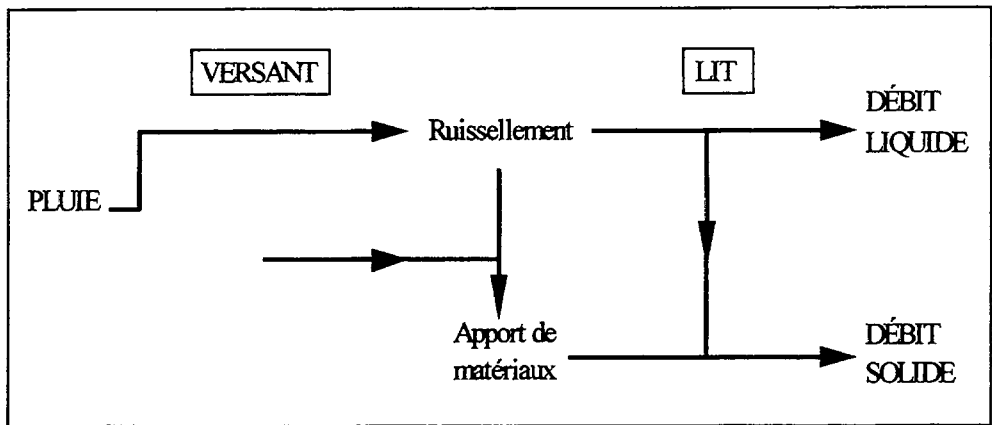 VERSANT
LIT
DÉBIT
LIQUIDE
Ruissellement
PLUIE
Apport de
matériaux
DÉBIT
SOLIDE